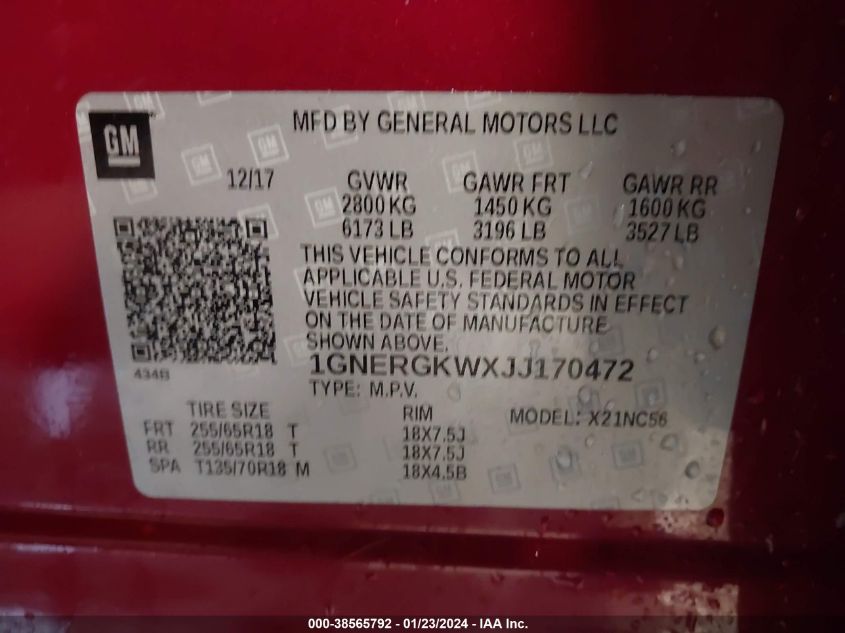 GM
MFD BY GENERAL MOTORS LLC
12/17 GVWR GAWR FRT GAWR RR
2800 KG 1450 KG 1600 KG
6173 LB 3196 LB 3527 LB
THIS VEHICLE CONFORMS TO ALL
APPLICABLE U.S. FEDERAL MOTOR
VEHICLE SAFETY STANDARDS IN EFFECT
ON THE DATE OF MANUFACTURE
SHOWN ABOVE.
434B
1GNERGKWXJJ170472
TYPE: M.P.V.
TIRE SIZE RIM MODEL: X21NC56
FRT 255/65R18 T 18X7.5J
RR 255/65R18 T 18X7.5J
SPA T135/70R18 M 18X4.5B
000-38565792 - 01/23/2024 - IAA Inc.